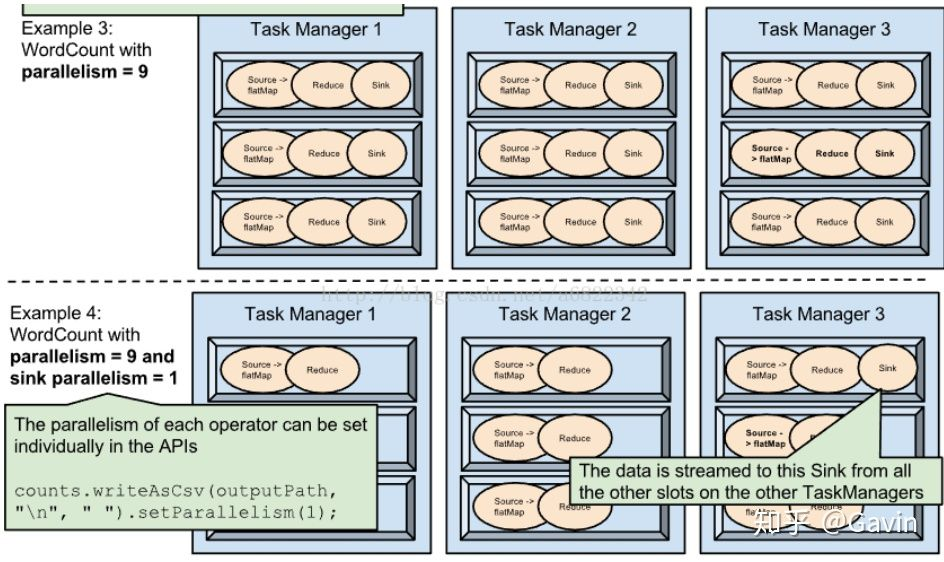 Example 3:
WordCount with
parallelism = 9
Task Manager 1
Source ->
flatMap
Reduce
Sink
Source ->
flatMap
Reduce
Sink
Source ->
flatMap
Reduce
Sink
Task Manager 2
Source ->
flatMap
Reduce
Sink
Source ->
flatMap
Reduce
Sink
Source ->
flatMap
Reduce
Sink
Task Manager 3
Source ->
flatMap
Reduce
Sink
Source -
> flatMap
Reduce
Sink
Source ->
flatMap
Reduce
Sink
Example 4:
WordCount with
parallelism = 9 and
sink parallelism = 1
The parallelism of each operator can be set
individually in the APIs
counts.writeAsCsv(outputPath,
"\n", " ").setParallelism(1);
Task Manager 1
Source ->
flatMap
Reduce
Task Manager 2
Source ->
flatMap
Reduce
Source ->
flatMap
Reduce
Source ->
flatMap
Reduce
Task Manager 3
Source ->
flatMap
Reduce
Sink
Source -
> flatMap
The data is streamed to this Sink from all
the other slots on the other TaskManagers
flatMap
Reduce
知乎 @Gavin